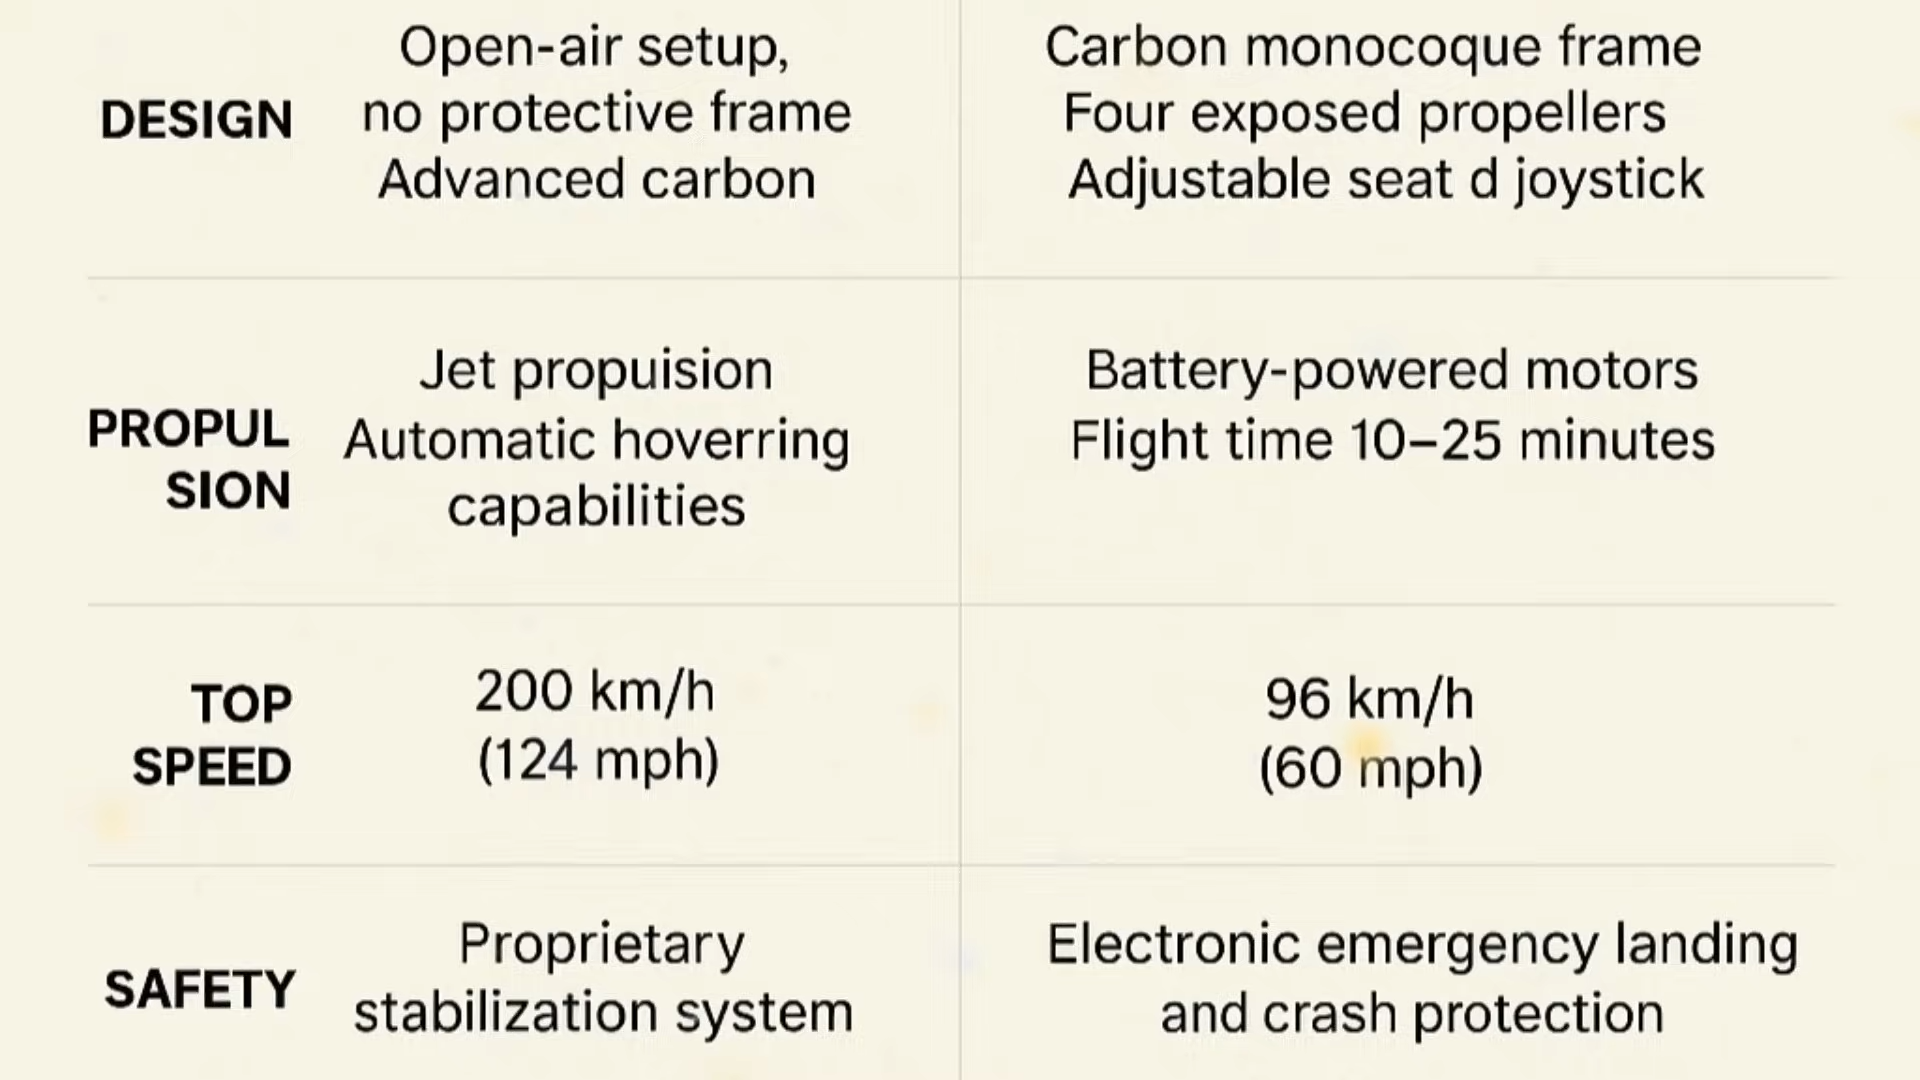 DESIGN
Open-air setup,
no protective frame
Advanced carbon
Carbon monocoque frame
Four exposed propellers
Adjustable seat d joystick
PROPUL
SION
Jet propuision
Automatic hoverring
capabilities
Battery-powered motors
Flight time 10–25 minutes
TOP
SPEED
200 km/h
(124 mph)
96 km/h
(60 mph)
SAFETY
Proprietary
stabilization system
Electronic emergency landing
and crash protection